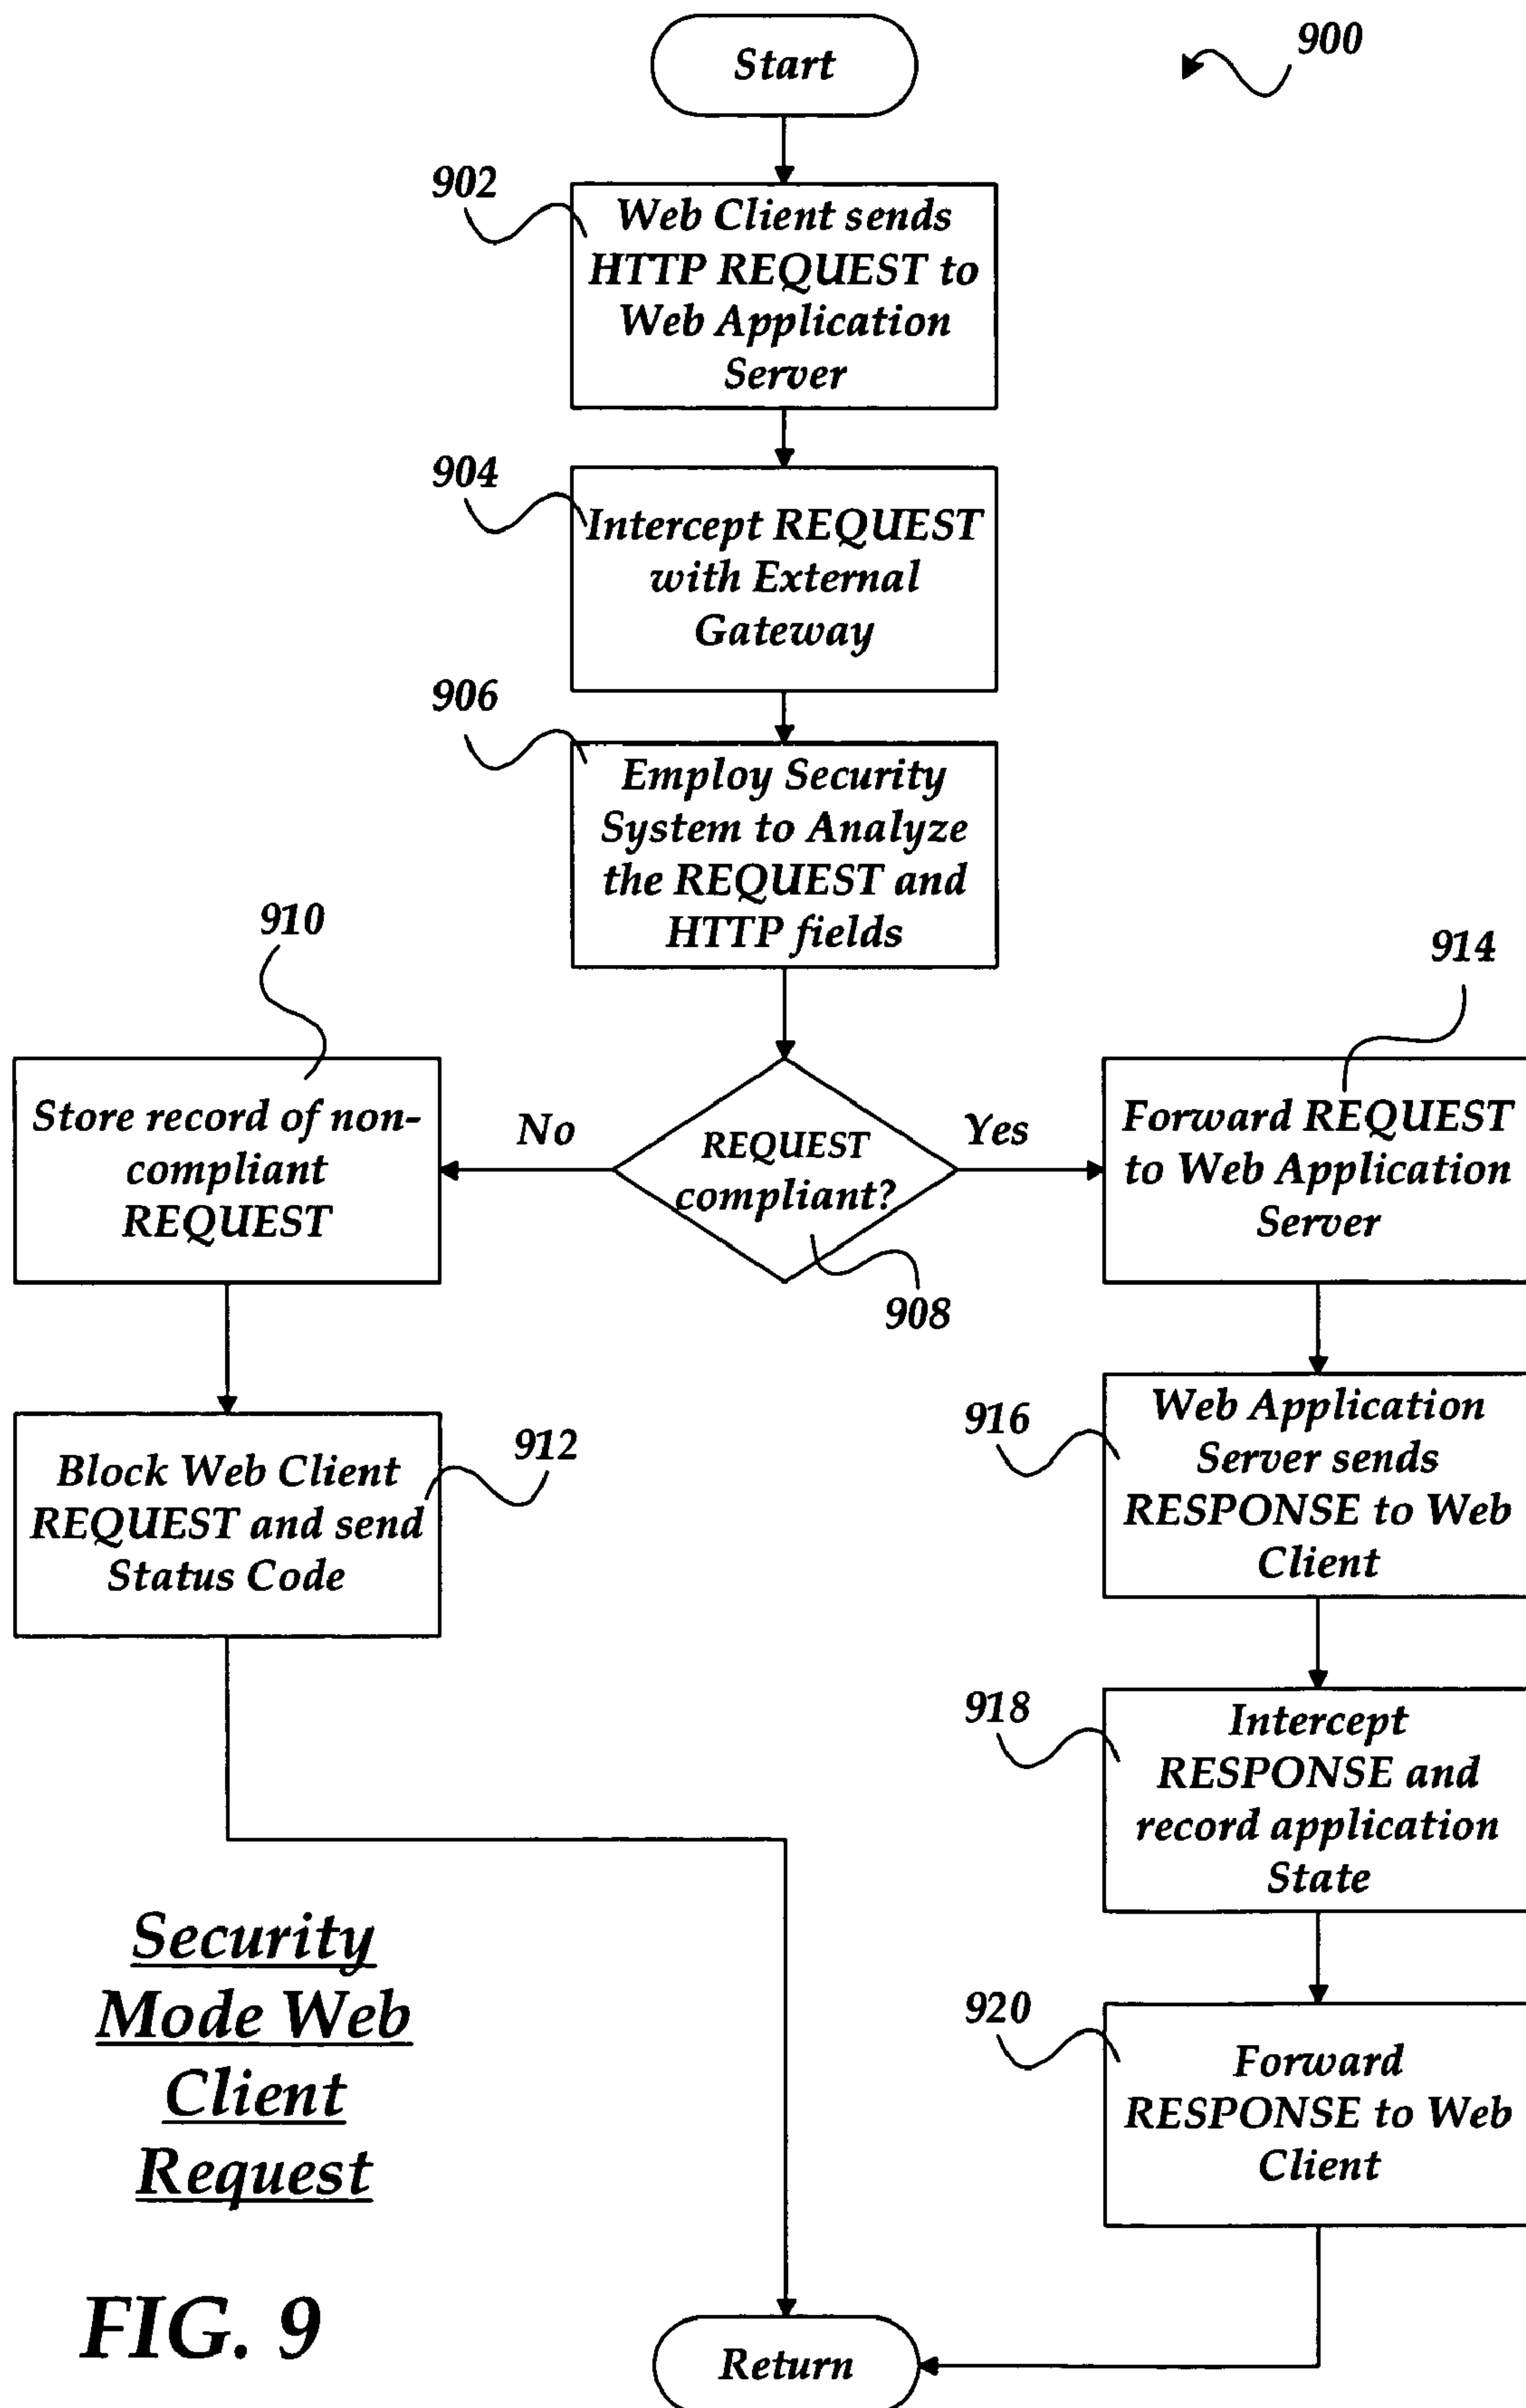 Start
900
902
Web Client sends
HTTP REQUEST to
Web Application
Server
904
Intercept REQUEST
with External
Gateway
906
Employ Security
System to Analyze
the REQUEST and
HTTP fields
910
914
Store record of non-
compliant
REQUEST
No
REQUEST
compliant?
Yes
908
Forward REQUEST
to Web Application
Server
912
Block Web Client
REQUEST and send
Status Code
916
Web Application
Server sends
RESPONSE to Web
Client
918
Intercept
RESPONSE and
record application
State
920
Forward
RESPONSE to Web
Client
Security
Mode Web
Client
Request
FIG. 9
Return